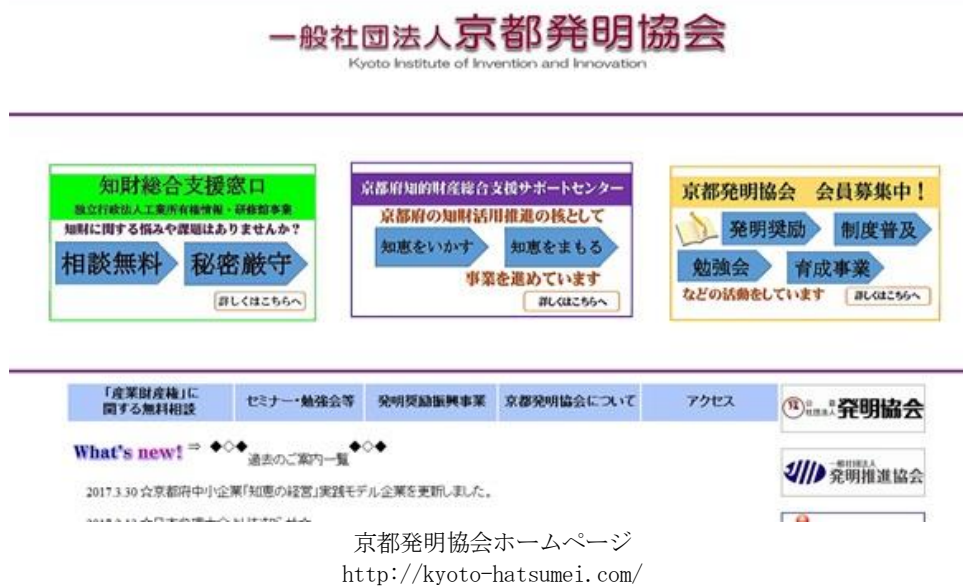 一般社団法人京都発明協会
Kyoto Institute of Invention and Innovation
知財総合支援窓口
独立行政法人工業所有権情報・研修館事業
知財に関する悩みや課題はありませんか？
相談無料 秘密厳守
詳しくはこちらへ
京都府知的財産総合支援サポートセンター
京都府の知財活用推進の核として
知恵をいかす 知恵をまもる
事業を進めています
詳しくはこちらへ
京都発明協会 会員募集中！
発明奨励 制度普及
勉強会 育成事業
などの活動をしています 詳しくはこちらへ
「産業財産権」に
関する無料相談
セミナー・勉強会等
発明奨励振興事業
京都発明協会について
アクセス
公益
社団法人 発明協会
What's new! ⇒ ◆◇◆過去のご案内一覧◆◇◆
一般社団法人
発明推進協会
2017.3.30 ☆京都府中小企業「知恵の経営」実践モデル企業を更新しました。
京都発明協会ホームページ
http://kyoto-hatsumei.com/